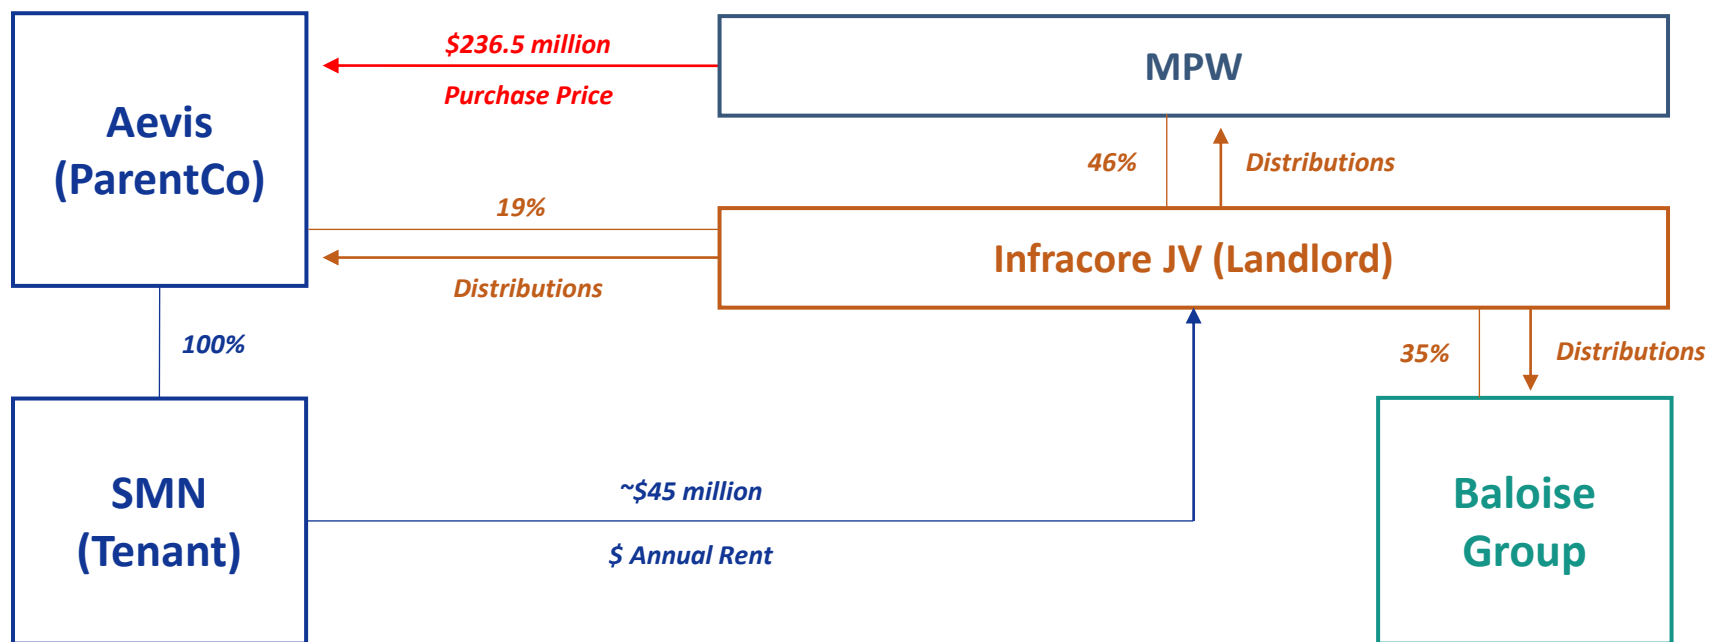 Aevis
(ParentCo)
$236.5 million
Purchase Price
MPW
46%
Distributions
19%
Distributions
Infracore JV (Landlord)
100%
35%
Distributions
SMN
(Tenant)
~$45 million
$ Annual Rent
Baloise
Group